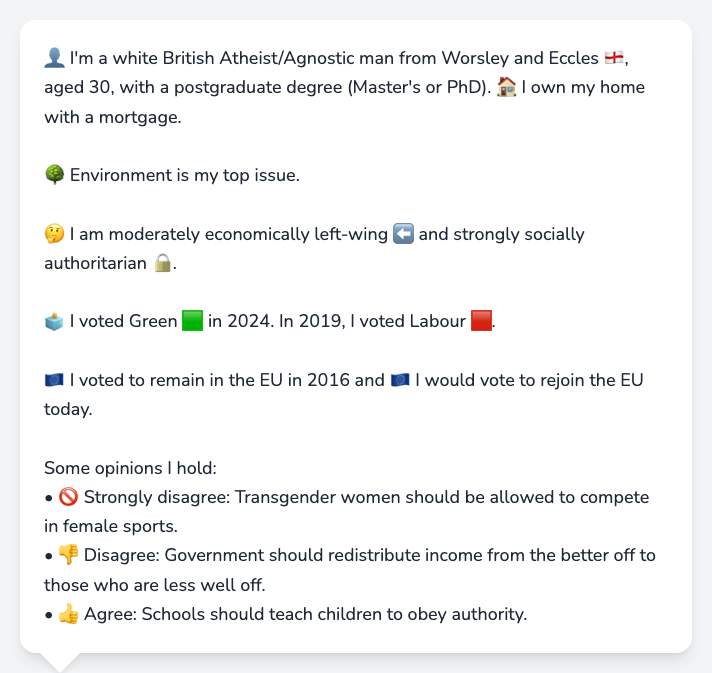 👤 I'm a white British Atheist/Agnostic man from Worsley and Eccles 🏴󠁧󠁢󠁥󠁮󠁧󠁿,
aged 30, with a postgraduate degree (Master's or PhD). 🏠 I own my home
with a mortgage.
🌳 Environment is my top issue.
🤔 I am moderately economically left-wing ⬅️ and strongly socially
authoritarian 🔒.
🗳️ I voted Green 🟩 in 2024. In 2019, I voted Labour 🟥.
🇪🇺 I voted to remain in the EU in 2016 and 🇪🇺 I would vote to rejoin the EU
today.
Some opinions I hold:
• 🚫 Strongly disagree: Transgender women should be allowed to compete
in female sports.
• 👎 Disagree: Government should redistribute income from the better off to
those who are less well off.
• 👍 Agree: Schools should teach children to obey authority.